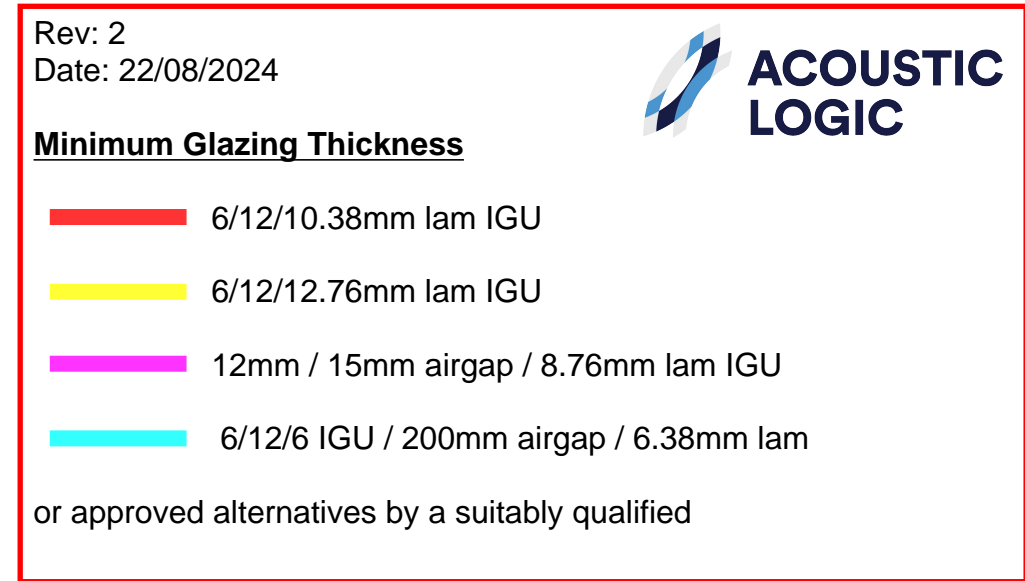 Rev: 2
Date: 22/08/2024
ACOUSTIC
LOGIC
Minimum Glazing Thickness
6/12/10.38mm lam IGU
6/12/12.76mm lam IGU
12mm / 15mm airgap / 8.76mm lam IGU
6/12/6 IGU / 200mm airgap / 6.38mm lam
or approved alternatives by a suitably qualified